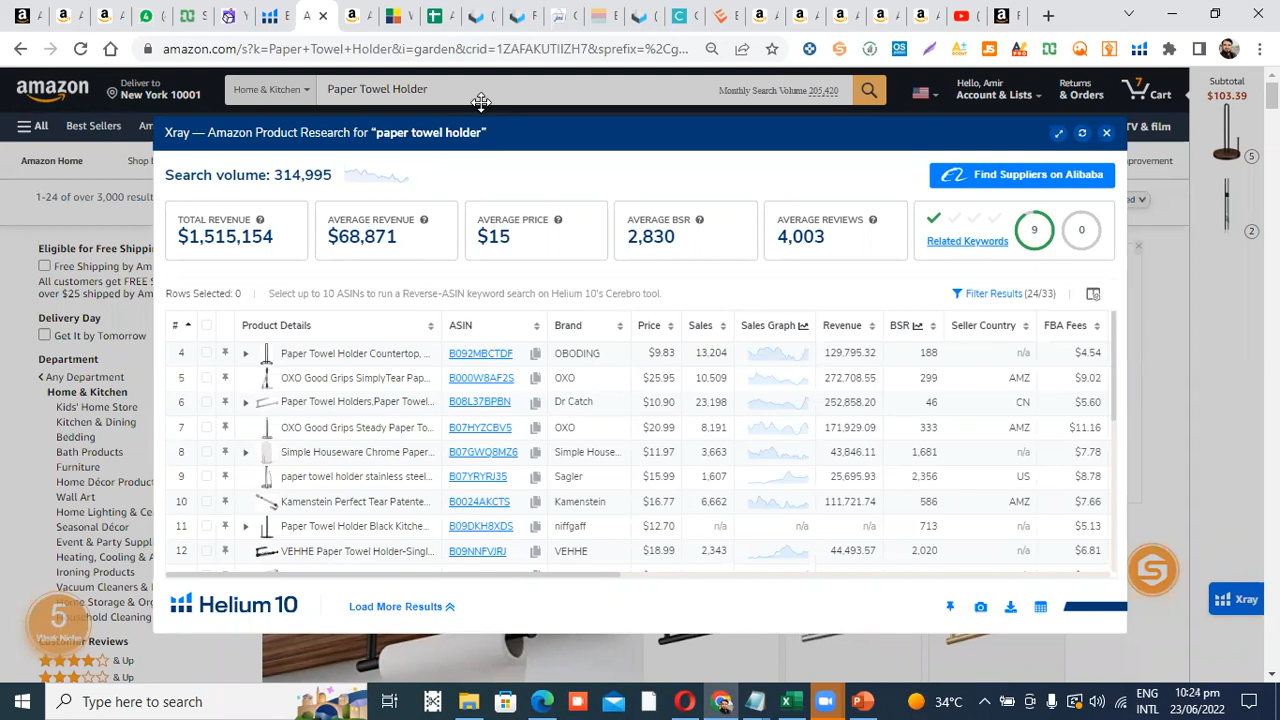 amazon.com/s?k=Paper+Towel+Holder&i=garden&crid=1ZAFAKUTIIZH7&sprefix=%2Cg...
amazon
Deliver to
New York 10001
Home & Kitchen
Paper Towel Holder
Monthly Search Volume 205,420
Hello, Amir
Account & Lists
Returns
& Orders
7
Cart
Subtotal
$103.39
All
Best Sellers
TV & film
Amazon Home
Shop b
provement
1-24 of over 3,000 result
5
2
Xray — Amazon Product Research for “paper towel holder”
Search volume: 314,995
Find Suppliers on Alibaba
TOTAL REVENUE
$1,515,154
AVERAGE REVENUE
$68,871
AVERAGE PRICE
$15
AVERAGE BSR
2,830
AVERAGE REVIEWS
4,003
Related Keywords
9
0
Rows Selected: 0
Select up to 10 ASINs to run a Reverse-ASIN keyword search on Helium 10's Cerebro tool.
Filter Results (24/33)
# Product Details ASIN Brand Price Sales Sales Graph Revenue BSR Seller Country FBA Fees
4 Paper Towel Holder Countertop, ... B092MBCTDF OBODING $9.83 13,204 129,795.32 188 n/a $4.54
5 OXO Good Grips SimplyTear Pap... B000W8AF2S OXO $25.95 10,509 272,708.55 299 AMZ $9.02
6 Paper Towel Holders,Paper Towel... B08L37BPBN Dr Catch $10.90 23,198 252,858.20 46 CN $5.60
7 OXO Good Grips Steady Paper To... B07HYZCBV5 OXO $20.99 8,191 171,929.09 333 AMZ $11.16
8 Simple Houseware Chrome Paper... B07GWQ8MZ6 Simple House... $11.97 3,663 43,846.11 1,681 n/a $7.78
9 paper towel holder stainless steel... B07YRYRJ35 Sagler $15.99 1,607 25,695.93 2,356 US $8.78
10 Kamenstein Perfect Tear Patente... B0024AKCTS Kamenstein $16.77 6,662 111,721.74 586 AMZ $7.66
11 Paper Towel Holder Black Kitche... B09DKH8XDS niffgaff $12.70 n/a n/a n/a 713 n/a $5.13
12 VEHHE Paper Towel Holder-Singl... B09NNFVJRJ VEHHE $18.99 2,343 44,493.57 2,020 n/a $6.81
Helium 10
Load More Results
Eligible for Free Shipping
Free Shipping by Am
All customers get FREE S
over $25 shipped by Am
Delivery Day
Get It by Tomorrow
Department
Any Department
Home & Kitchen
Kids' Home Store
Kitchen & Dining
Bedding
Bath Products
Furniture
Home Décor Produc
Wall Art
Home Lighting & Ce
Seasonal Décor
Event & Party Suppl
Heating, Cooling & A
Ironing Products
Vacuum Cleaners &
Home Storage & Or
usehold Cleaning
Customer Reviews
& Up
& Up
5
Xray
Type here to search
34°C
ENG
INTL
10:24 pm
23/06/2022